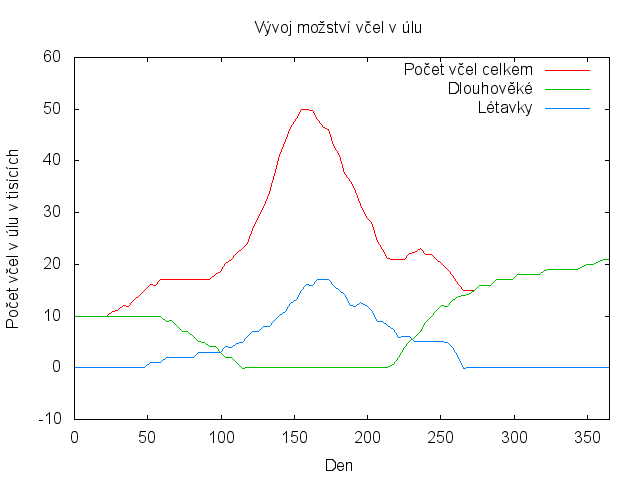 Vývoj možství včel v úlu
Počet včel celkem
Dlouhověké
Létavky
Počet včel v úlu v tisících
60
50
40
30
20
10
0
-10
0 50 100 150 200 250 300 350
Den